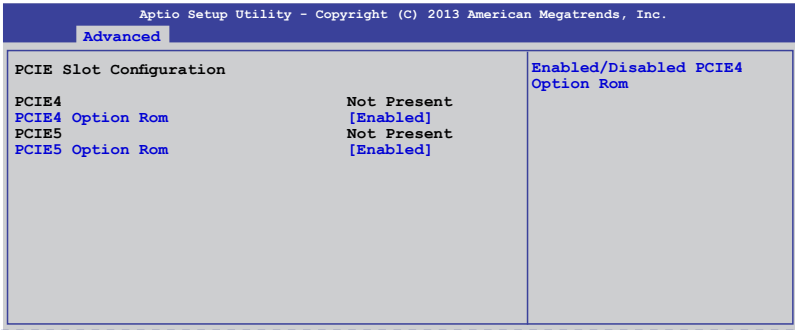 Aptio Setup Utility - Copyright (C) 2013 American Megatrends, Inc.
Advanced
PCIE Slot Configuration
PCIE4 Not Present
PCIE4 Option Rom [Enabled]
PCIE5 Not Present
PCIE5 Option Rom [Enabled]
Enabled/Disabled PCIE4
Option Rom